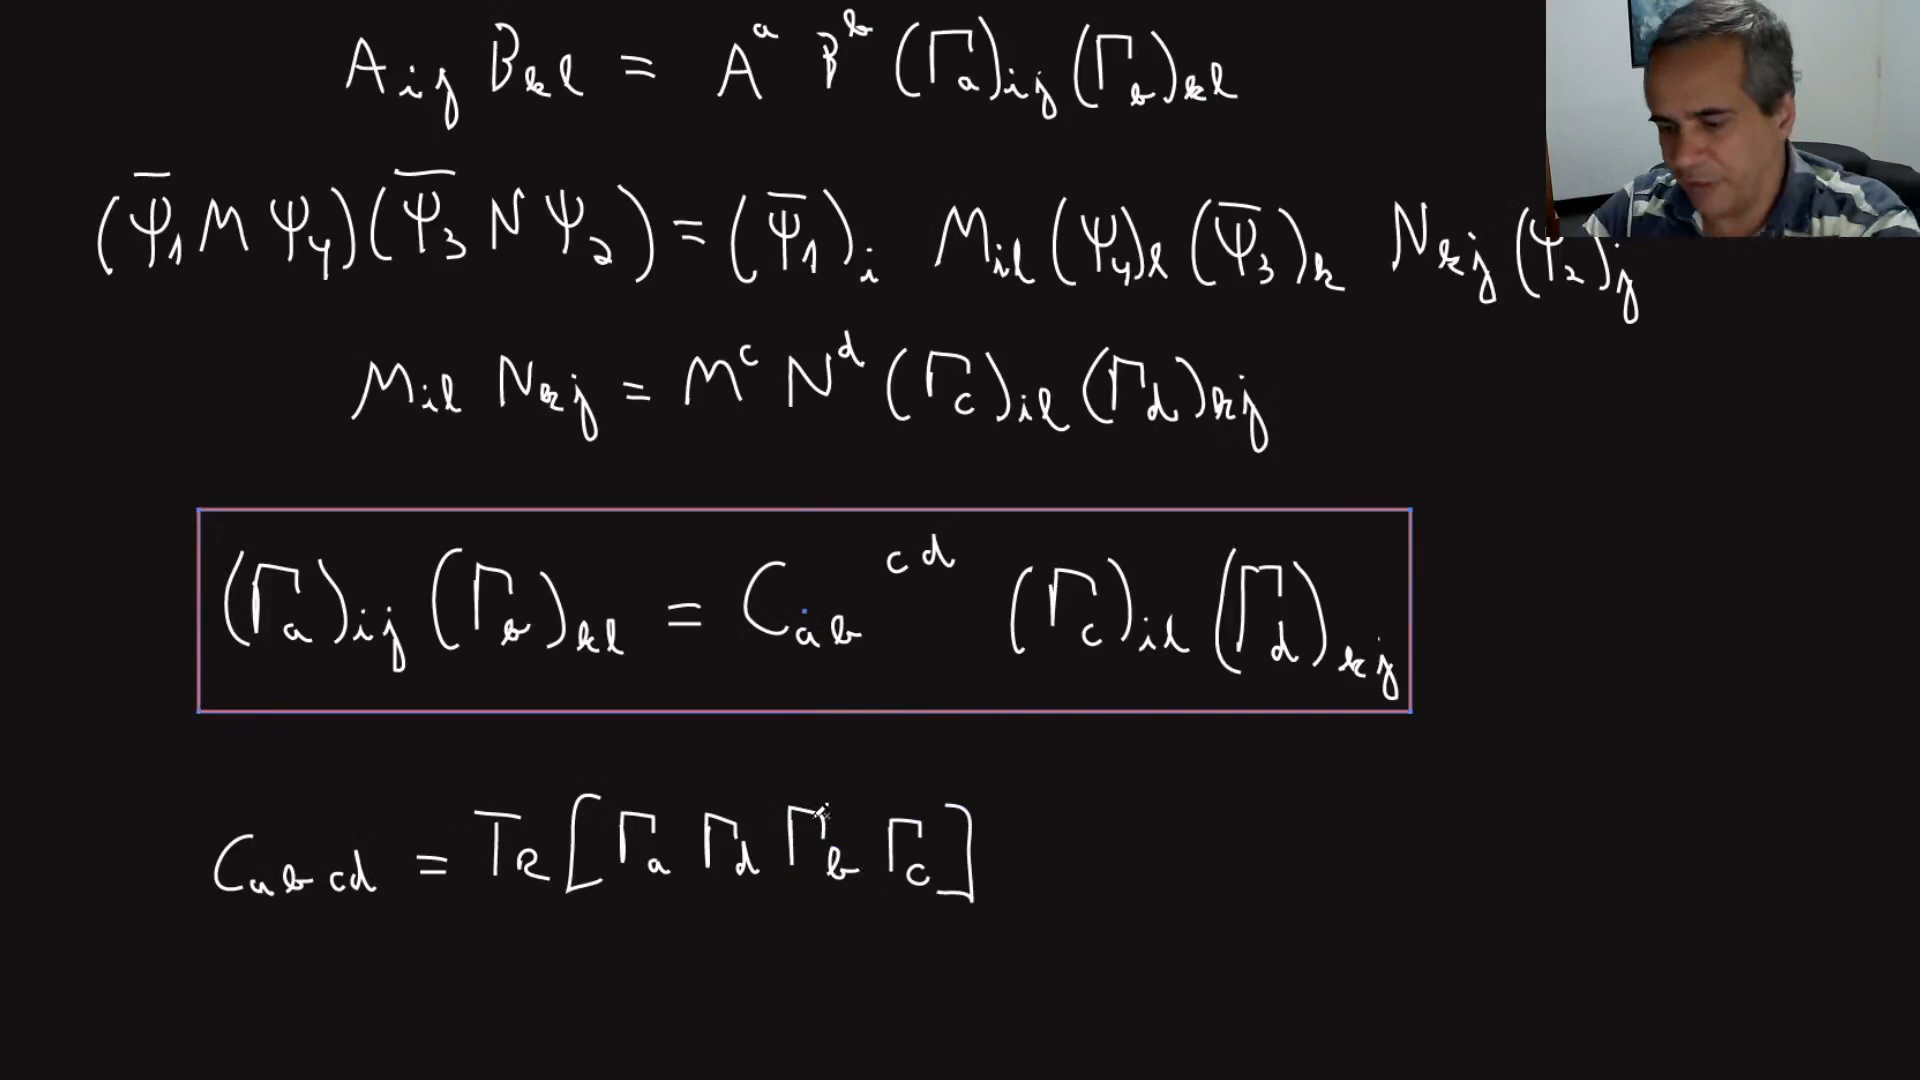 A_{ij} B_{kl} = A^a B^b (Γ_a)_{ij} (Γ_b)_{kl}
(ψ̄_1 M ψ_4)(ψ̄_3 N ψ_2) = (ψ̄_1)_i M_{il} (ψ_4)_l (ψ̄_3)_k N_{kj} (ψ_2)_j
M_{il} N_{kj} = M^c N^d (Γ_c)_{il} (Γ_d)_{kj}
(Γ_a)_{ij} (Γ_b)_{kl} = C_{ab}^{cd} (Γ_c)_{il} (Γ_d)_{kj}
C_{abcd} = Tr [Γ_a Γ_d Γ_b Γ_c]